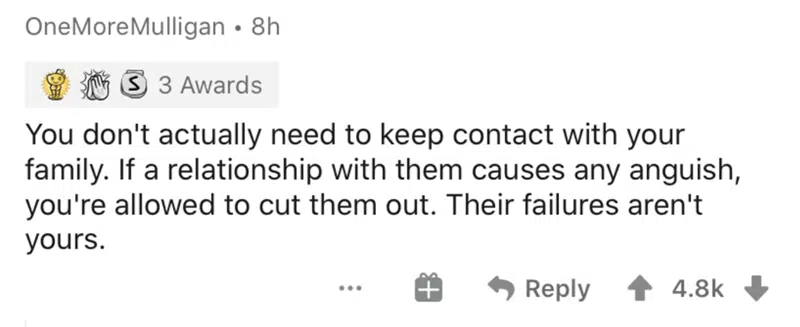 OneMoreMulligan • 8h
S 3 Awards
You don't actually need to keep contact with your
family. If a relationship with them causes any anguish,
you're allowed to cut them out. Their failures aren't
yours.
... Reply 4.8k